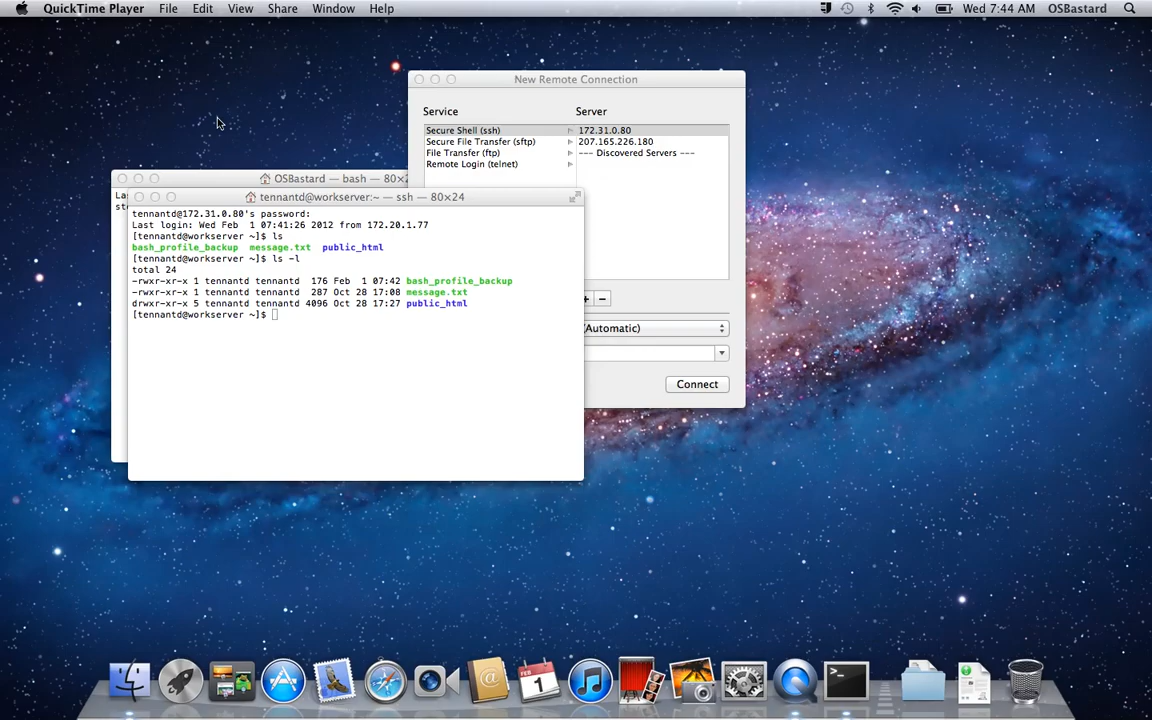 QuickTime Player File Edit View Share Window Help Wed 7:44 AM OSBastard
New Remote Connection
Service Server
Secure Shell (ssh) 172.31.0.80
Secure File Transfer (sftp) 207.165.226.180
File Transfer (ftp) --- Discovered Servers ---
Remote Login (telnet)
OSBastard — bash — 80×2
La
st
tennantd@workserver:~ — ssh — 80×24
tennantd@172.31.0.80's password:
Last login: Wed Feb  1 07:41:26 2012 from 172.20.1.77
[tennantd@workserver ~]$ ls
bash_profile_backup  message.txt  public_html
[tennantd@workserver ~]$ ls -l
total 24
-rwxr-xr-x 1 tennantd tennantd  176 Feb  1 07:42 bash_profile_backup
-rwxr-xr-x 1 tennantd tennantd  287 Oct 28 17:08 message.txt
drwxr-xr-x 5 tennantd tennantd 4096 Oct 28 17:27 public_html
[tennantd@workserver ~]$
+ −
(Automatic)
Connect
1